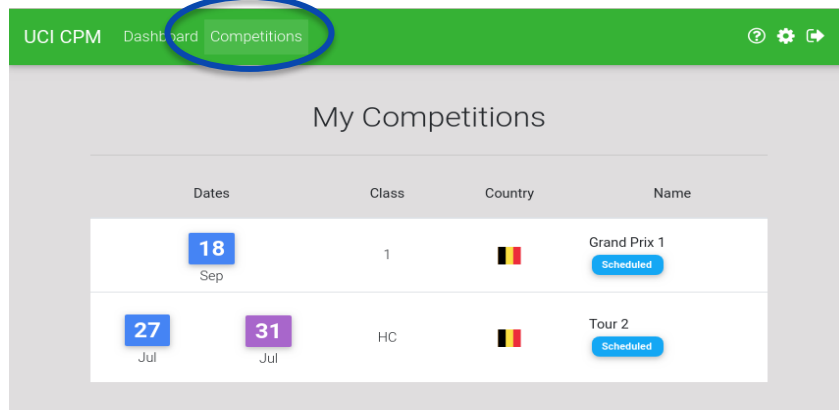 UCI CPM Dashboard Competitions
My Competitions
Dates Class Country Name
18
Sep
1
Grand Prix 1
Scheduled
27
Jul
31
Jul
HC
Tour 2
Scheduled